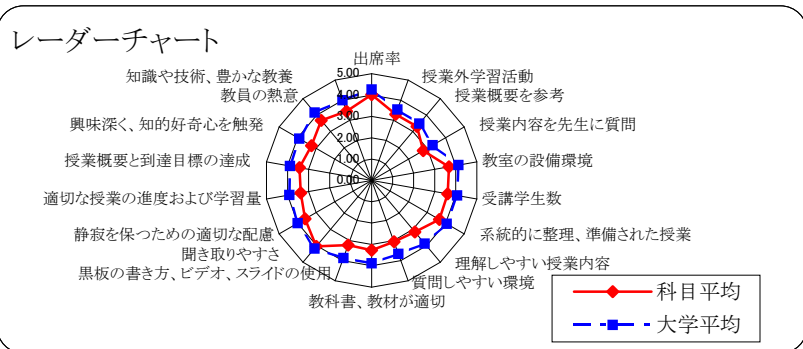 レーダーチャート
出席率
授業外学習活動
授業概要を参考
授業内容を先生に質問
教室の設備環境
受講学生数
系統的に整理、準備された授業
理解しやすい授業内容
質問しやすい環境
教科書、教材が適切
黒板の書き方、ビデオ、スライドの使用
聞き取りやすさ
静寂を保つための適切な配慮
適切な授業の進度および学習量
授業概要と到達目標の達成
興味深く、知的好奇心を触発
教員の熱意
知識や技術、豊かな教養
5.00
4.00
3.00
2.00
1.00
0.00
科目平均
大学平均